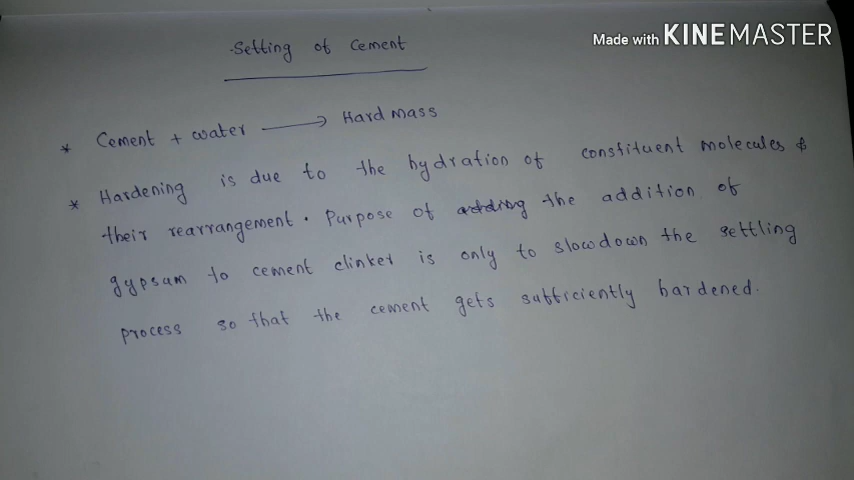 Setting of Cement
Made with KINEMASTER
* Cement + water ⟶ Hard mass
* Hardening is due to the hydration of constituent molecules &
their rearrangement. Purpose of adding the addition of
gypsum to cement clinker is only to slowdown the settling
process so that the cement gets sufficiently hardened.